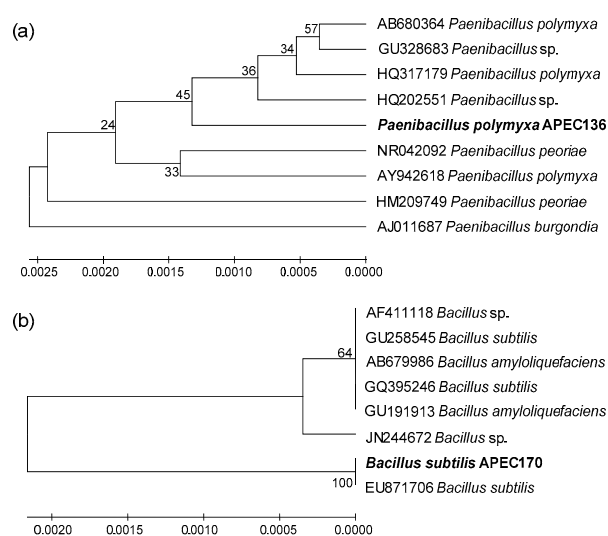 (a)
57
AB680364 Paenibacillus polymyxa
34
GU328683 Paenibacillus sp.
36
HQ317179 Paenibacillus polymyxa
45
HQ202551 Paenibacillus sp.
24
Paenibacillus polymyxa APEC136
NR042092 Paenibacillus peoriae
33
AY942618 Paenibacillus polymyxa
HM209749 Paenibacillus peoriae
AJ011687 Paenibacillus burgondia
0.0025 0.0020 0.0015 0.0010 0.0005 0.0000
(b)
AF411118 Bacillus sp.
GU258545 Bacillus subtilis
64
AB679986 Bacillus amyloliquefaciens
GQ395246 Bacillus subtilis
GU191913 Bacillus amyloliquefaciens
JN244672 Bacillus sp.
Bacillus subtilis APEC170
100
EU871706 Bacillus subtilis
0.0020 0.0015 0.0010 0.0005 0.0000